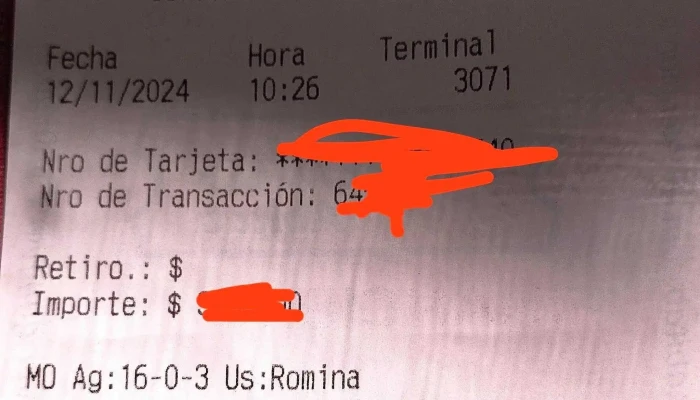 Fecha Hora Terminal
12/11/2024 10:26 3071
Nro de Tarjeta:
Nro de Transacción:
Retiro.: $
Importe: $
MO Ag:16-0-3 Us:Romina